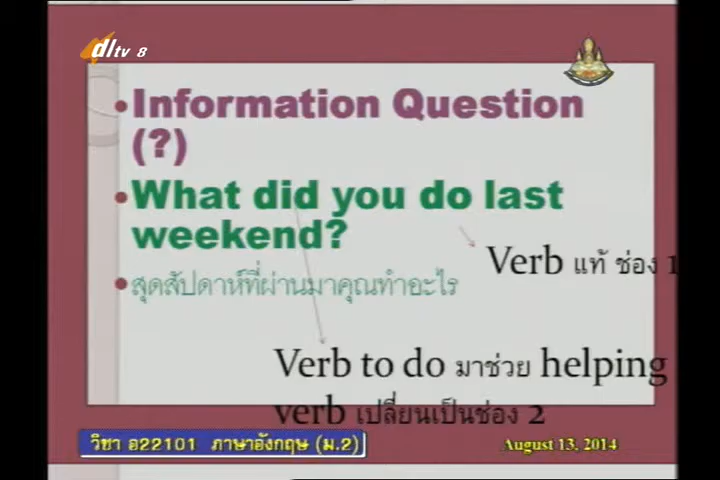 dltv 8
•Information Question
(?)
•What did you do last
weekend?
Verb แท้ ช่อง 1
•สุดสัปดาห์ที่ผ่านมาคุณทำอะไร
Verb to do มาช่วย helping
verb เปลี่ยนเป็นช่อง 2
วิชา อ22101 ภาษาอังกฤษ (ม.2)
August 13, 2014